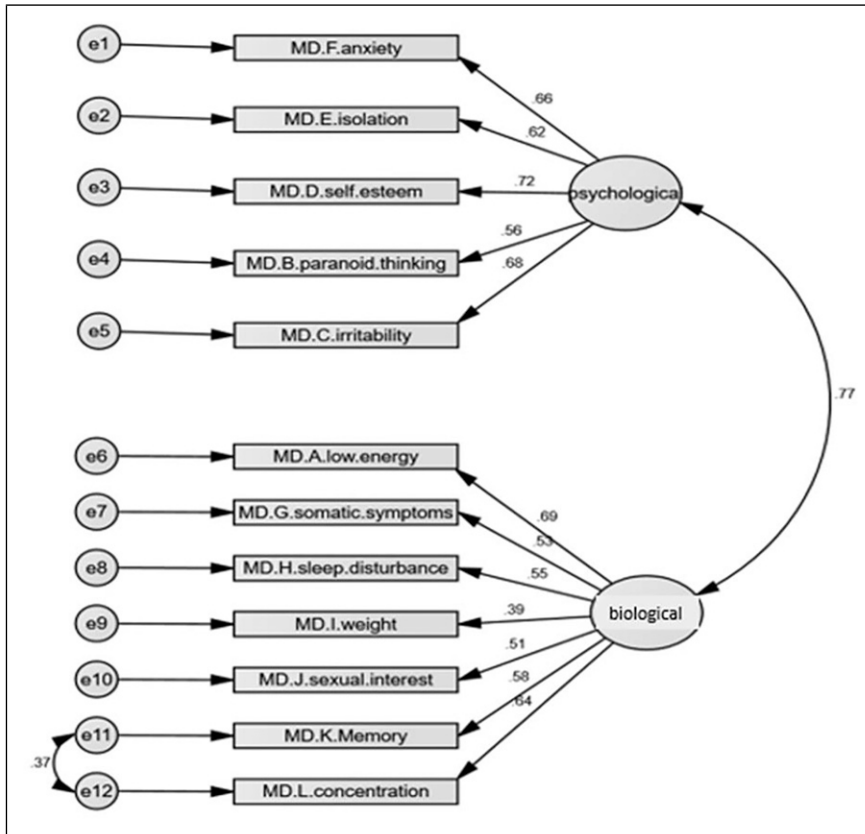 e1
MD.F.anxiety
.66
e2
MD.E.isolation
.62
e3
MD.D.self.esteem
.72
psychologica
e4
MD.B.paranoid.thinking
.56
.68
e5
MD.C.irritability
.77
e6
MD.A.low.energy
.69
e7
MD.G.somatic.symptoms
.53
e8
MD.H.sleep.disturbance
.55
biological
e9
MD.I.weight
.39
e10
MD.J.sexual.interest
.51
.58
.64
e11
MD.K.Memory
.37
e12
MD.L.concentration